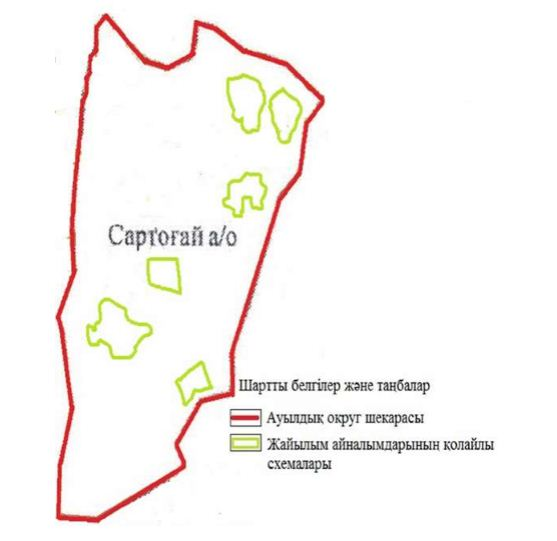 Сартоғай а/о
Шартты белгілер және таңбалар
Ауылдық округ шекарасы
Жайылым айналымдарының қолайлы
схемалары